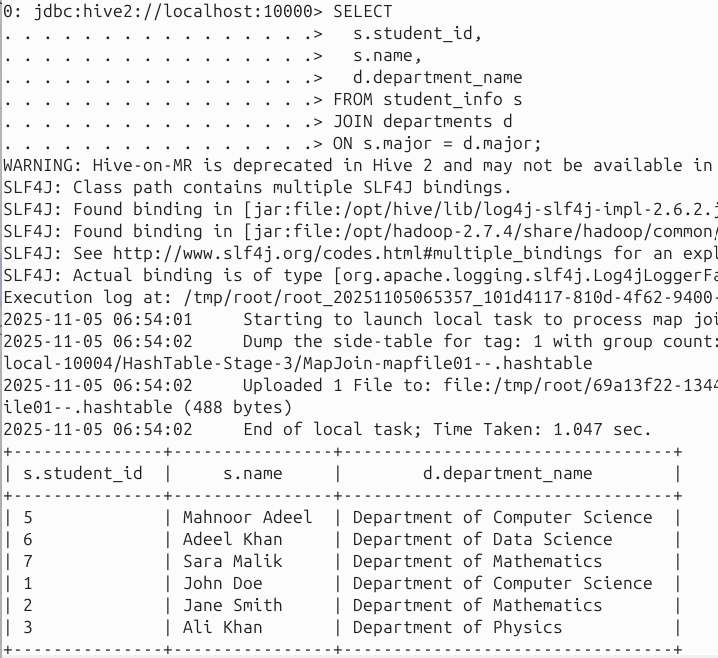 0: jdbc:hive2://localhost:10000> SELECT
. . . . . . . . . . . . . . . .>   s.student_id,
. . . . . . . . . . . . . . . .>   s.name,
. . . . . . . . . . . . . . . .>   d.department_name
. . . . . . . . . . . . . . . .> FROM student_info s
. . . . . . . . . . . . . . . .> JOIN departments d
. . . . . . . . . . . . . . . .> ON s.major = d.major;
WARNING: Hive-on-MR is deprecated in Hive 2 and may not be available in
SLF4J: Class path contains multiple SLF4J bindings.
SLF4J: Found binding in [jar:file:/opt/hive/lib/log4j-slf4j-impl-2.6.2.j
SLF4J: Found binding in [jar:file:/opt/hadoop-2.7.4/share/hadoop/common/
SLF4J: See http://www.slf4j.org/codes.html#multiple_bindings for an expl
SLF4J: Actual binding is of type [org.apache.logging.slf4j.Log4jLoggerFa
Execution log at: /tmp/root/root_20251105065357_101d4117-810d-4f62-9400-
2025-11-05 06:54:01     Starting to launch local task to process map joi
2025-11-05 06:54:02     Dump the side-table for tag: 1 with group count:
local-10004/HashTable-Stage-3/MapJoin-mapfile01--.hashtable
2025-11-05 06:54:02     Uploaded 1 File to: file:/tmp/root/69a13f22-1344
ile01--.hashtable (488 bytes)
2025-11-05 06:54:02     End of local task; Time Taken: 1.047 sec.
+---------------+----------------+---------------------------------+
| s.student_id  |     s.name     |        d.department_name        |
+---------------+----------------+---------------------------------+
| 5             | Mahnoor Adeel  | Department of Computer Science  |
| 6             | Adeel Khan     | Department of Data Science      |
| 7             | Sara Malik     | Department of Mathematics       |
| 1             | John Doe       | Department of Computer Science  |
| 2             | Jane Smith     | Department of Mathematics       |
| 3             | Ali Khan       | Department of Physics           |
+---------------+----------------+---------------------------------+